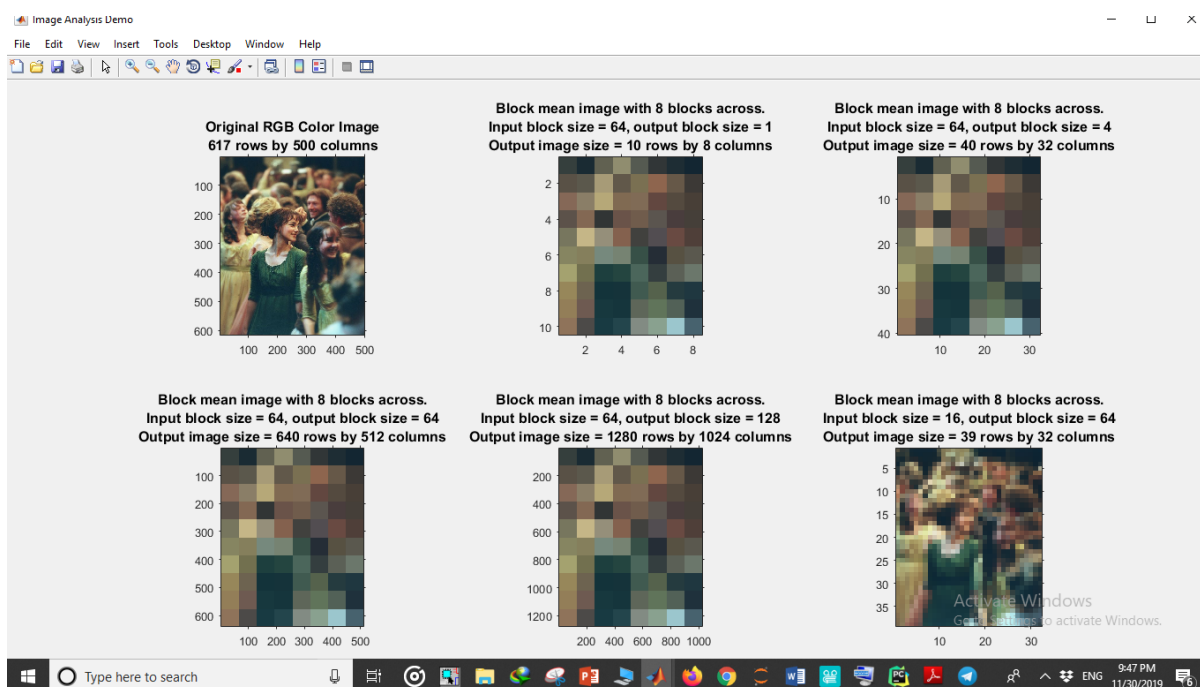 Image Analysis Demo
File Edit View Insert Tools Desktop Window Help
Original RGB Color Image
617 rows by 500 columns
100
200
300
400
500
600
100 200 300 400 500
Block mean image with 8 blocks across.
Input block size = 64, output block size = 1
Output image size = 10 rows by 8 columns
2
4
6
8
10
2 4 6 8
Block mean image with 8 blocks across.
Input block size = 64, output block size = 4
Output image size = 40 rows by 32 columns
10
20
30
40
10 20 30
Block mean image with 8 blocks across.
Input block size = 64, output block size = 64
Output image size = 640 rows by 512 columns
100
200
300
400
500
600
100 200 300 400 500
Block mean image with 8 blocks across.
Input block size = 64, output block size = 128
Output image size = 1280 rows by 1024 columns
200
400
600
800
1000
1200
200 400 600 800 1000
Block mean image with 8 blocks across.
Input block size = 16, output block size = 64
Output image size = 39 rows by 32 columns
5
10
15
20
25
30
35
10 20 30
Activate Windows
Go to Settings to activate Windows.
Type here to search
ENG
9:47 PM
11/30/2019
6